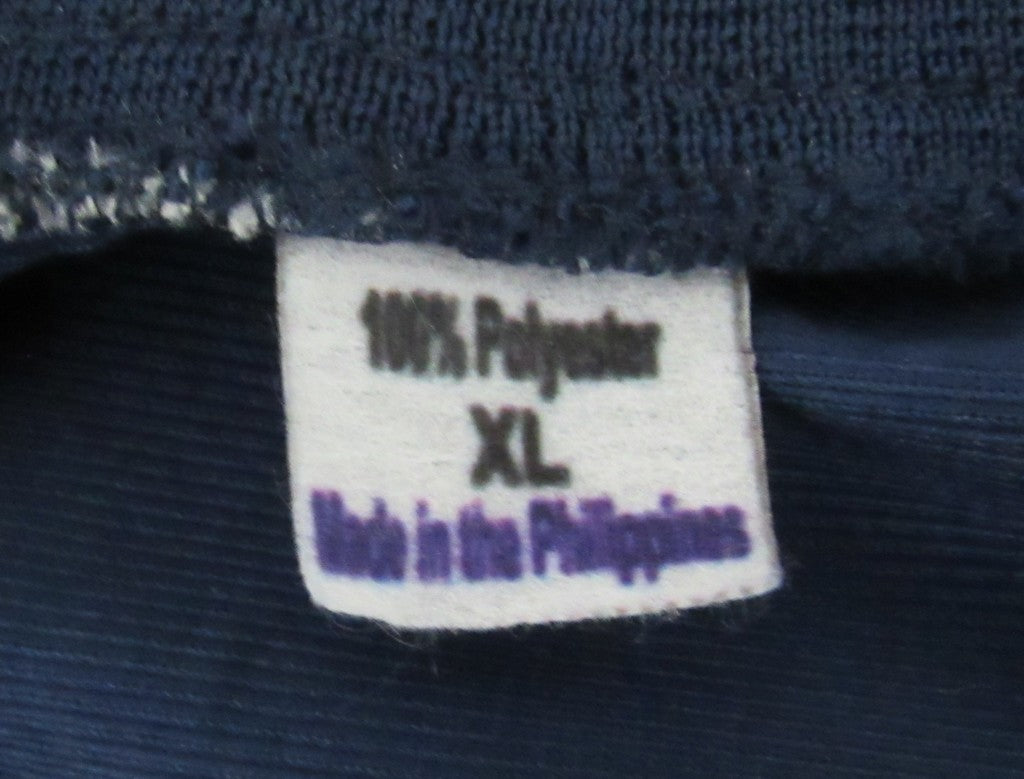 100% Polyester
XL
Made in the Philippines